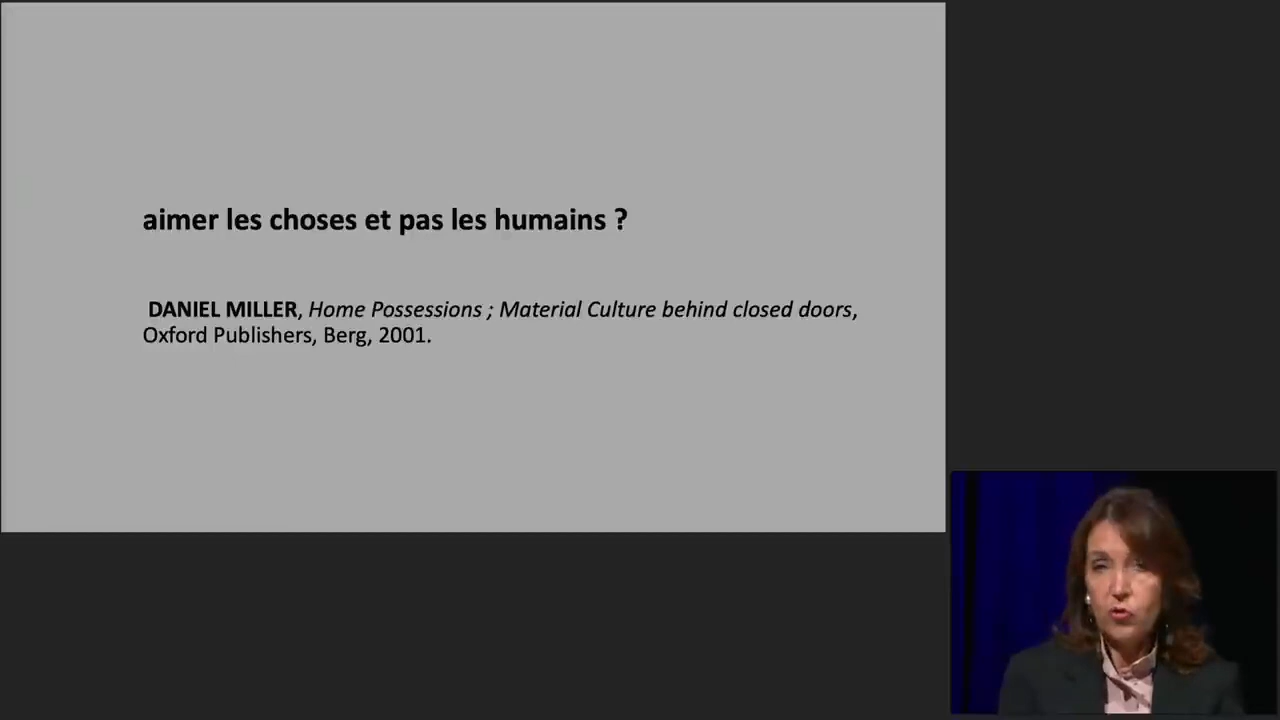 aimer les choses et pas les humains ?
DANIEL MILLER, Home Possessions ; Material Culture behind closed doors,
Oxford Publishers, Berg, 2001.